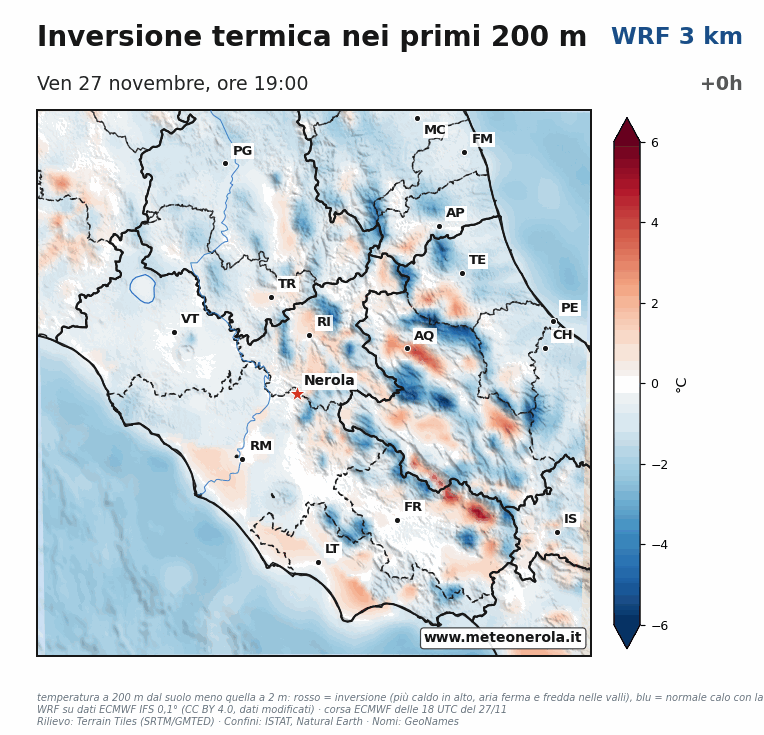 Inversione termica nei primi 200 m WRF 3 km
Ven 27 novembre, ore 19:00 +0h
MC
FM
PG
AP
TE
TR
PE
VT
RI
AQ
CH
Nerola
RM
FR
IS
LT
6
4
2
0
−2
−4
−6
°C
www.meteonerola.it
temperatura a 200 m dal suolo meno quella a 2 m: rosso = inversione (più caldo in alto, aria ferma e fredda nelle valli), blu = normale calo con la
WRF su dati ECMWF IFS 0,1° (CC BY 4.0, dati modificati) · corsa ECMWF delle 18 UTC del 27/11
Rilievo: Terrain Tiles (SRTM/GMTED) · Confini: ISTAT, Natural Earth · Nomi: GeoNames